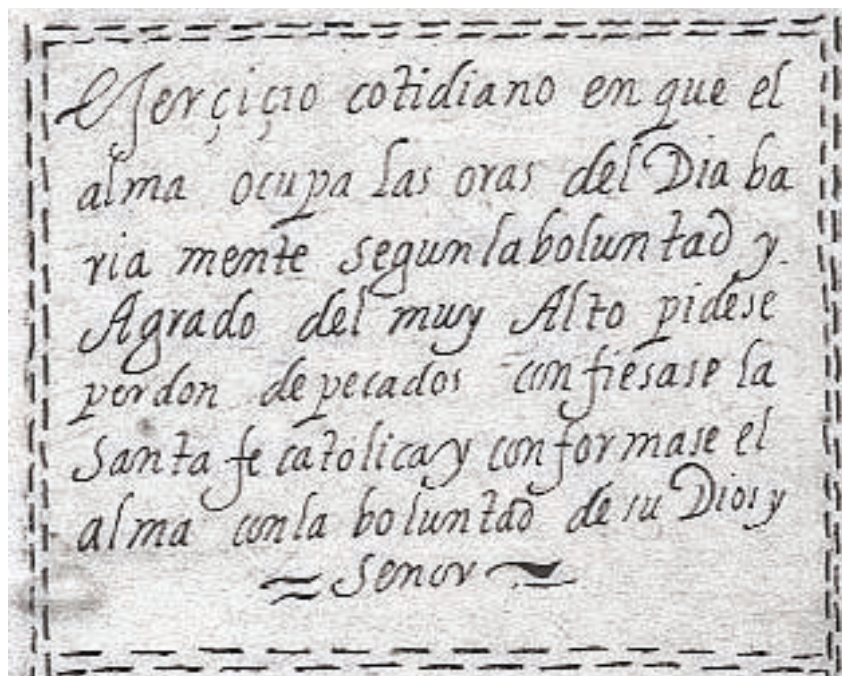 Ejerçiçio cotidiano en que el
alma ocupa las oras del Dia ba
ria mente segun la boluntad y
Agrado del muy Alto pidese
perdon de pecados confiesase la
Santa fe catolica y conformase el
alma con la boluntad de su Dios y
Senor